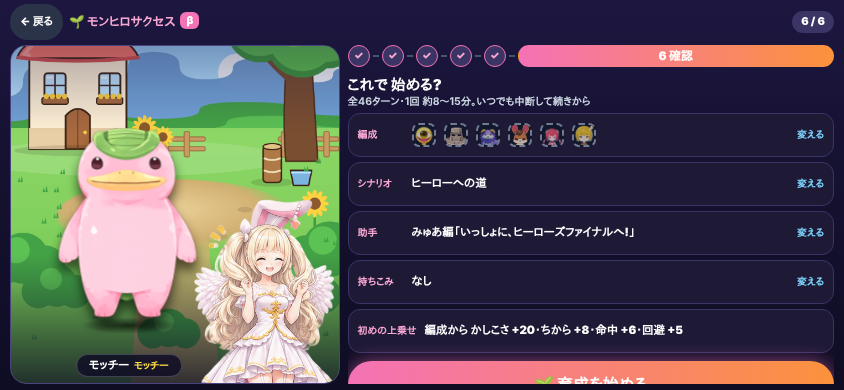 ← 戻る
🌱 モンヒロサクセス β
6 / 6
6 確認
これで 始める?
全46ターン・1回 約8〜15分。いつでも中断して続きから
編成 変える
シナリオ ヒーローへの道 変える
助手 みゅあ編「いっしょに、ヒーローズファイナルへ!」 変える
持ちこみ なし 変える
初めの上乗せ 編成から かしこさ +20・ちから +8・命中 +6・回避 +5
🌱 育成を始める
モッチー モッチー